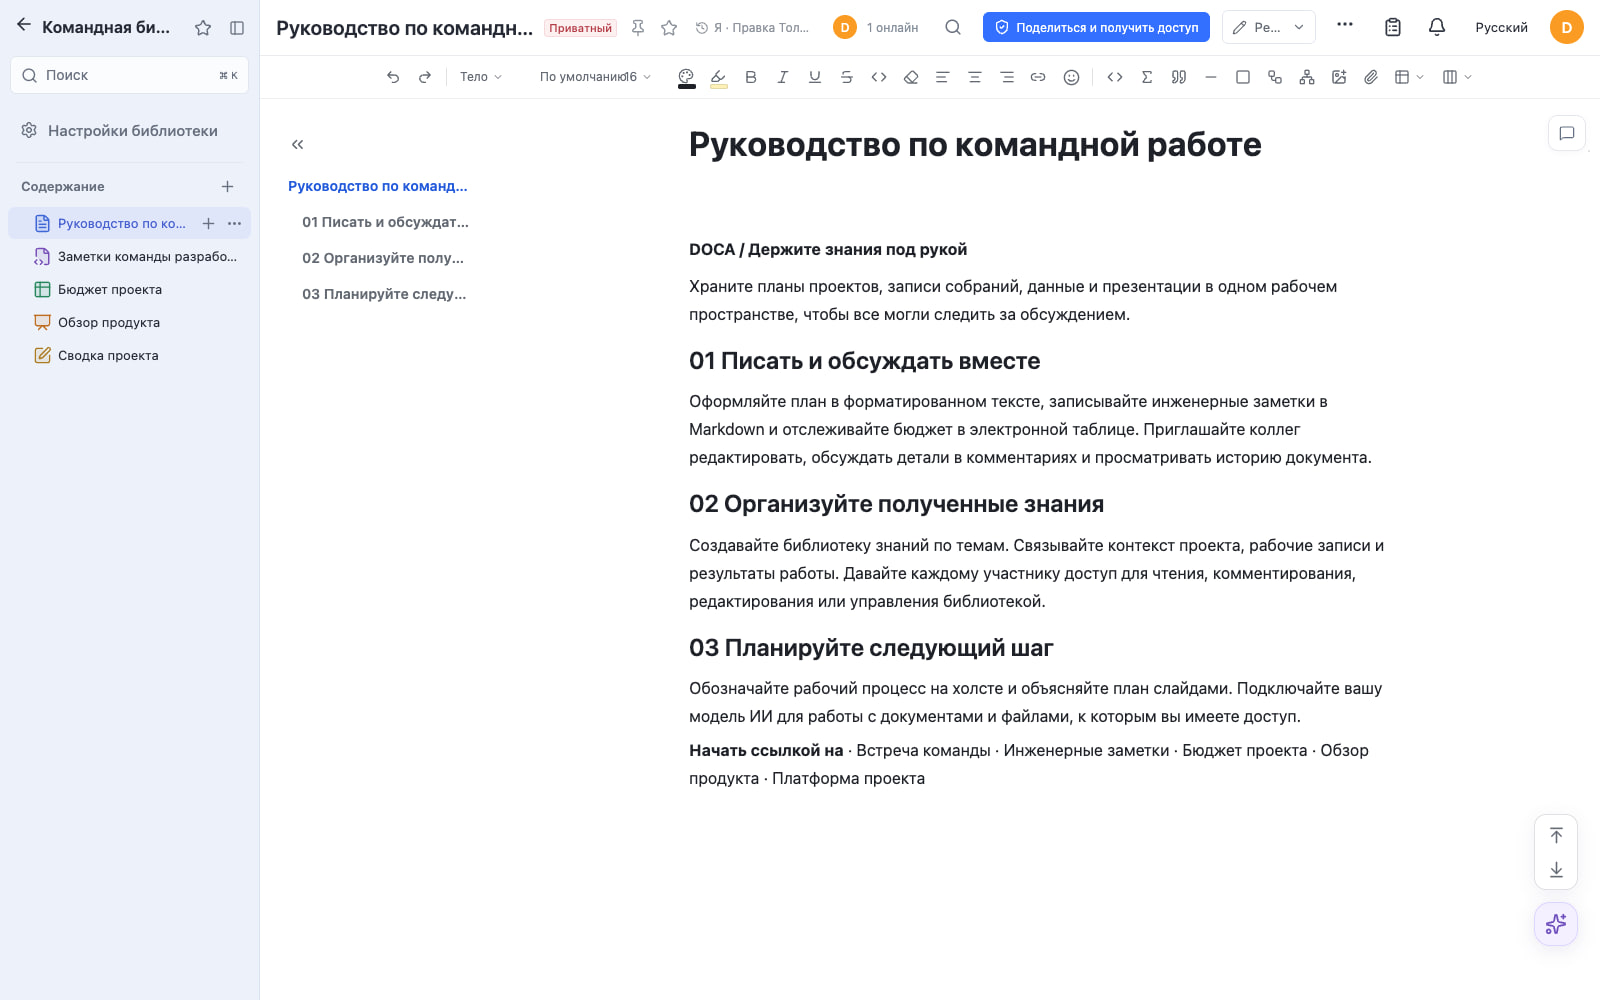 Командная би...
Поиск
⌘ K
Настройки библиотеки
Содержание
Руководство по ко...
Заметки команды разрабо...
Бюджет проекта
Обзор продукта
Сводка проекта
Руководство по командн...
Приватный
Я · Правка Тол...
D
1 онлайн
Поделиться и получить доступ
Ре...
Русский
D
Тело
По умолчанию
16
Руководство по команд...
01 Писать и обсуждат...
02 Организуйте полу...
03 Планируйте следу...
Руководство по командной работе
DOCA / Держите знания под рукой
Храните планы проектов, записи собраний, данные и презентации в одном рабочем
пространстве, чтобы все могли следить за обсуждением.
01 Писать и обсуждать вместе
Оформляйте план в форматированном тексте, записывайте инженерные заметки в
Markdown и отслеживайте бюджет в электронной таблице. Приглашайте коллег
редактировать, обсуждать детали в комментариях и просматривать историю документа.
02 Организуйте полученные знания
Создавайте библиотеку знаний по темам. Связывайте контекст проекта, рабочие записи и
результаты работы. Давайте каждому участнику доступ для чтения, комментирования,
редактирования или управления библиотекой.
03 Планируйте следующий шаг
Обозначайте рабочий процесс на холсте и объясняйте план слайдами. Подключайте вашу
модель ИИ для работы с документами и файлами, к которым вы имеете доступ.
Начать ссылкой на · Встреча команды · Инженерные заметки · Бюджет проекта · Обзор
продукта · Платформа проекта